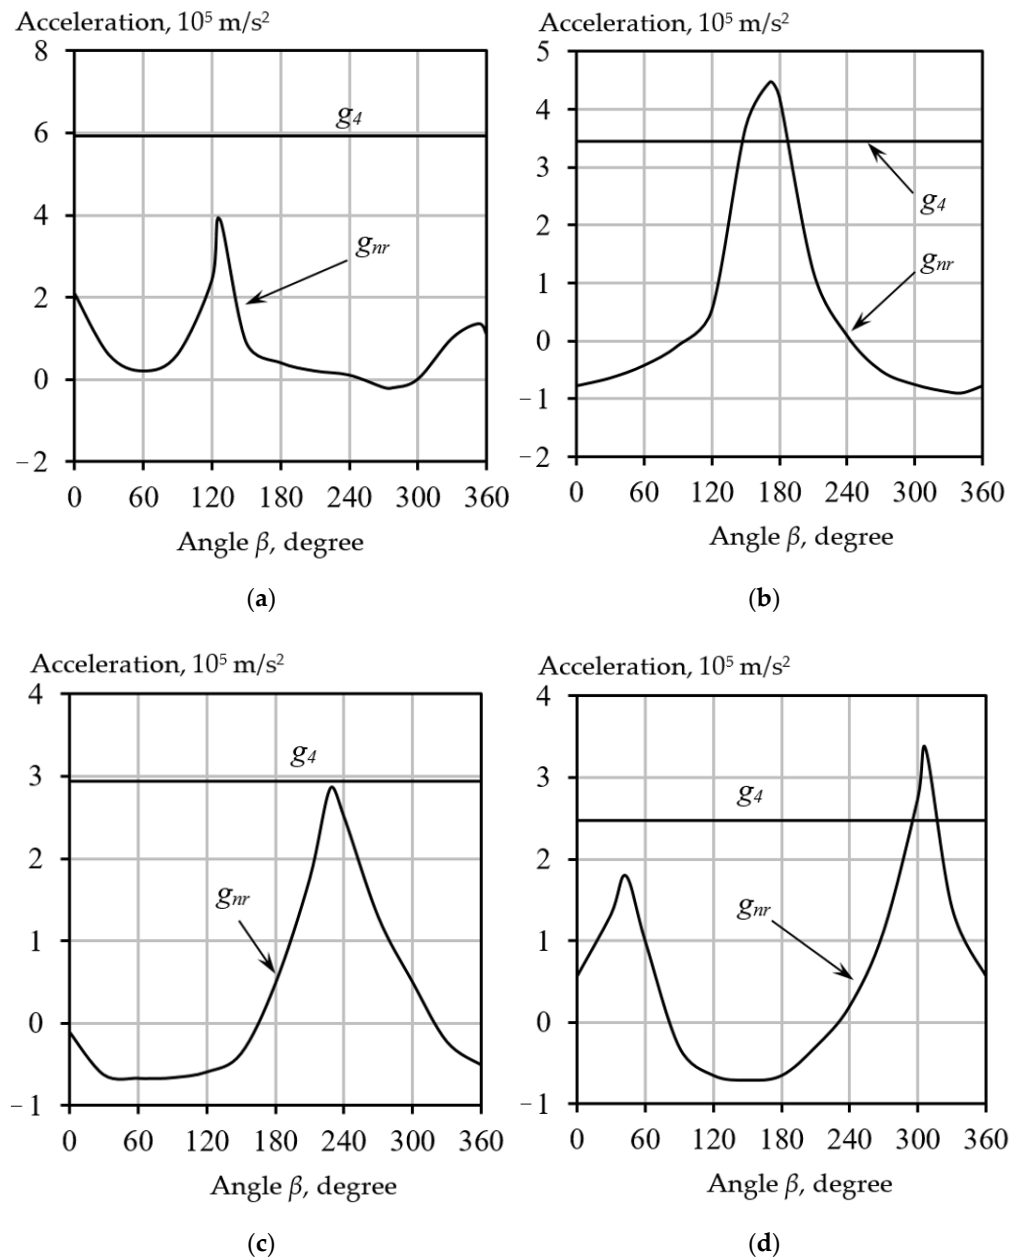 Acceleration, 10⁵ m/s²
8
6
4
2
0
−2
g₄
gₙᵣ
0 60 120 180 240 300 360
Angle β, degree
(a)
Acceleration, 10⁵ m/s²
5
4
3
2
1
0
−1
−2
g₄
gₙᵣ
0 60 120 180 240 300 360
Angle β, degree
(b)
Acceleration, 10⁵ m/s²
4
3
2
1
0
−1
g₄
gₙᵣ
0 60 120 180 240 300 360
Angle β, degree
(c)
Acceleration, 10⁵ m/s²
4
3
2
1
0
−1
g₄
gₙᵣ
0 60 120 180 240 300 360
Angle β, degree
(d)